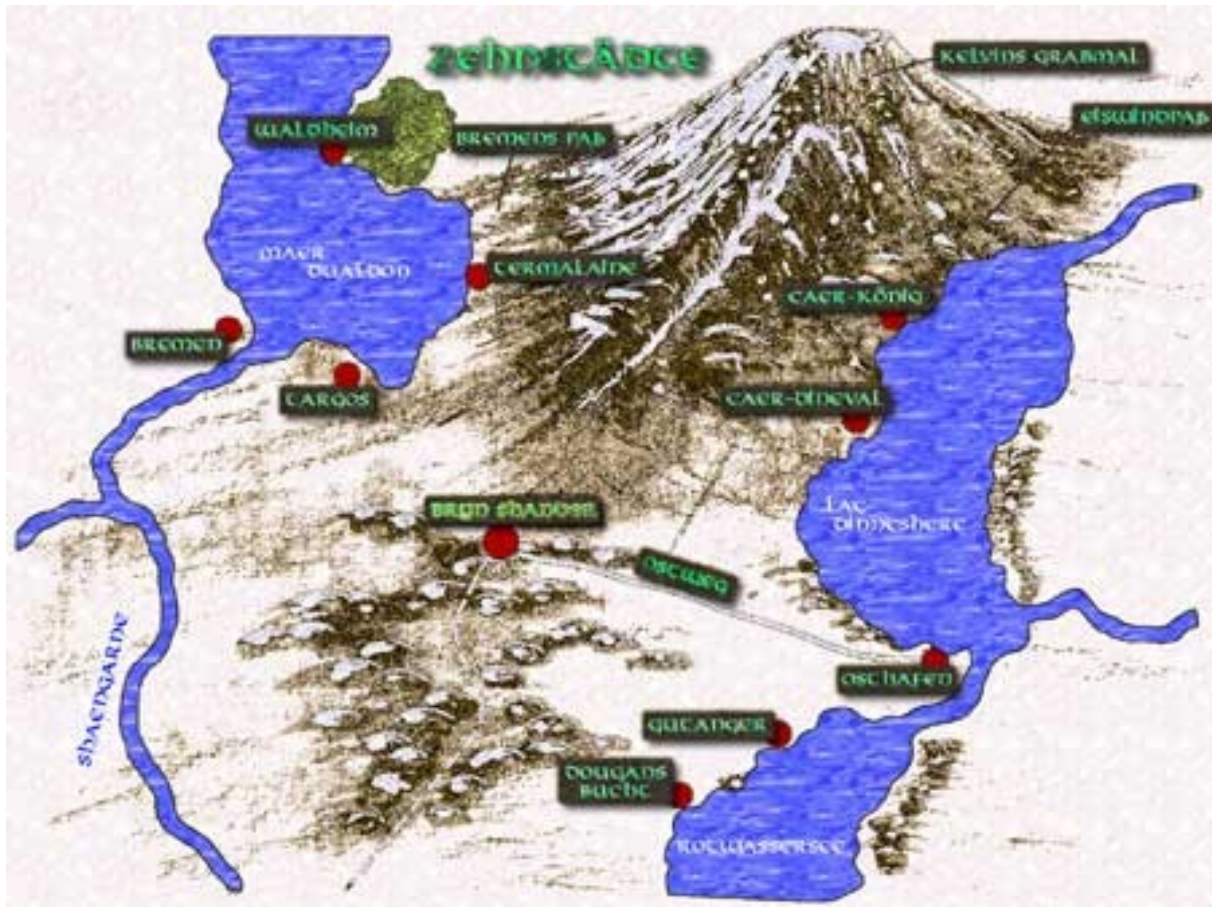 Zehnstädte
Kelvins Grabmal
Eiswindpaß
Waldheim
Bremens Paß
Maer
Dualdon
Termalaine
Caer-König
Bremen
Targos
Caer-Dineval
Bryn Shander
Lac
Dinneshere
Ostweg
Shaengarne
Osthafen
Gutanger
Dougans
Bucht
Rotwassersee